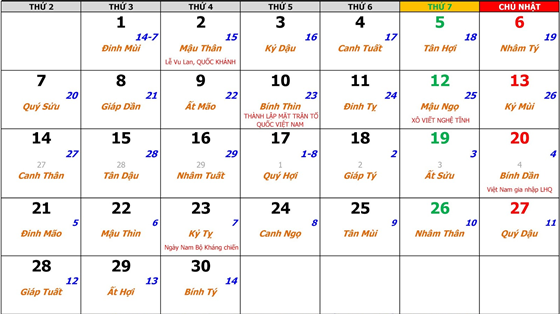 THỨ 2 THỨ 3 THỨ 4 THỨ 5 THỨ 6 THỨ 7 CHỦ NHẬT
1 2 3 4 5 6
14-7 15 16 17 18 19
Đinh Mùi Mậu Thân Kỷ Dậu Canh Tuất Tân Hợi Nhâm Tý
Lễ Vu Lan, QUỐC KHÁNH
7 8 9 10 11 12 13
20 21 22 23 24 25 26
Quý Sửu Giáp Dần Ất Mão Bính Thìn Đinh Tỵ Mậu Ngọ Kỷ Mùi
THÀNH LẬP MẶT TRẬN TỔ XÔ VIẾT NGHỆ TĨNH
QUỐC VIỆT NAM
14 15 16 17 18 19 20
27 28 29 1-8 2 3 4
27 28 29 1 2 3 4
Canh Thân Tân Dậu Nhâm Tuất Quý Hợi Giáp Tý Ất Sửu Bính Dần
Việt Nam gia nhập LHQ
21 22 23 24 25 26 27
5 6 7 8 9 10 11
Đinh Mão Mậu Thìn Kỷ Tỵ Canh Ngọ Tân Mùi Nhâm Thân Quý Dậu
Ngày Nam Bộ Kháng chiến
28 29 30
12 13 14
Giáp Tuất Ất Hợi Bính Tý